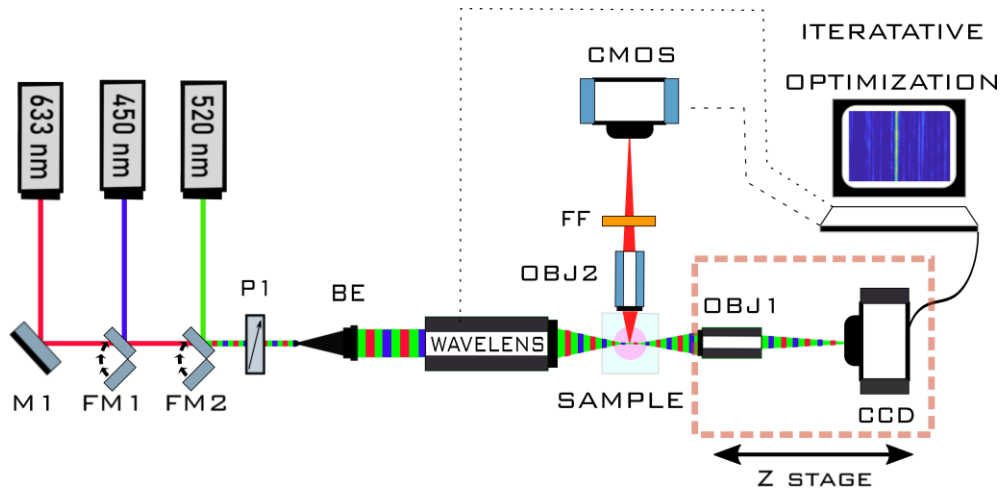 ITERATATIVE
OPTIMIZATION
CMOS
633 nm
450 nm
520 nm
FF
P1
BE
OBJ2
OBJ1
WAVELENS
M1
FM1
FM2
SAMPLE
CCD
Z STAGE